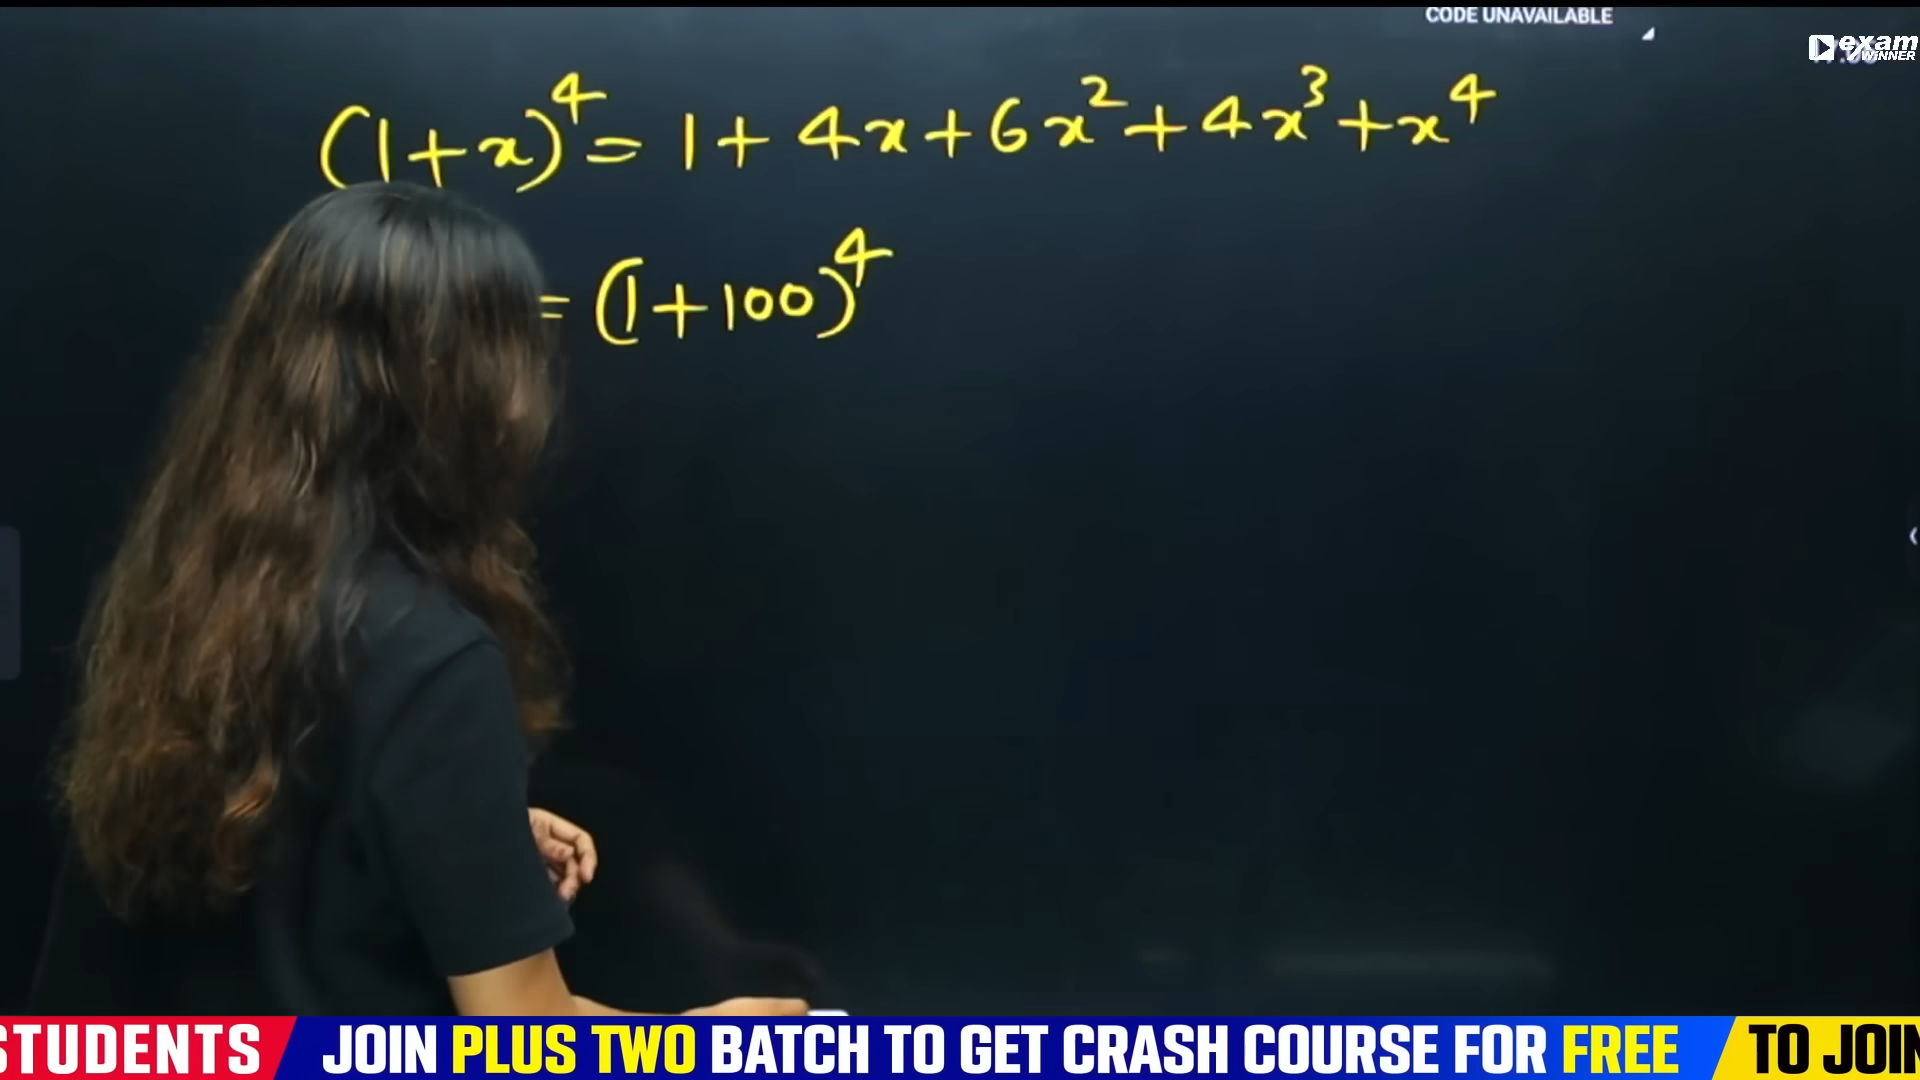 CODE UNAVAILABLE
exam
WINNER
(1+x)⁴ = 1 + 4x + 6x² + 4x³ + x⁴
= (1+100)⁴
STUDENTS JOIN PLUS TWO BATCH TO GET CRASH COURSE FOR FREE TO JOIN